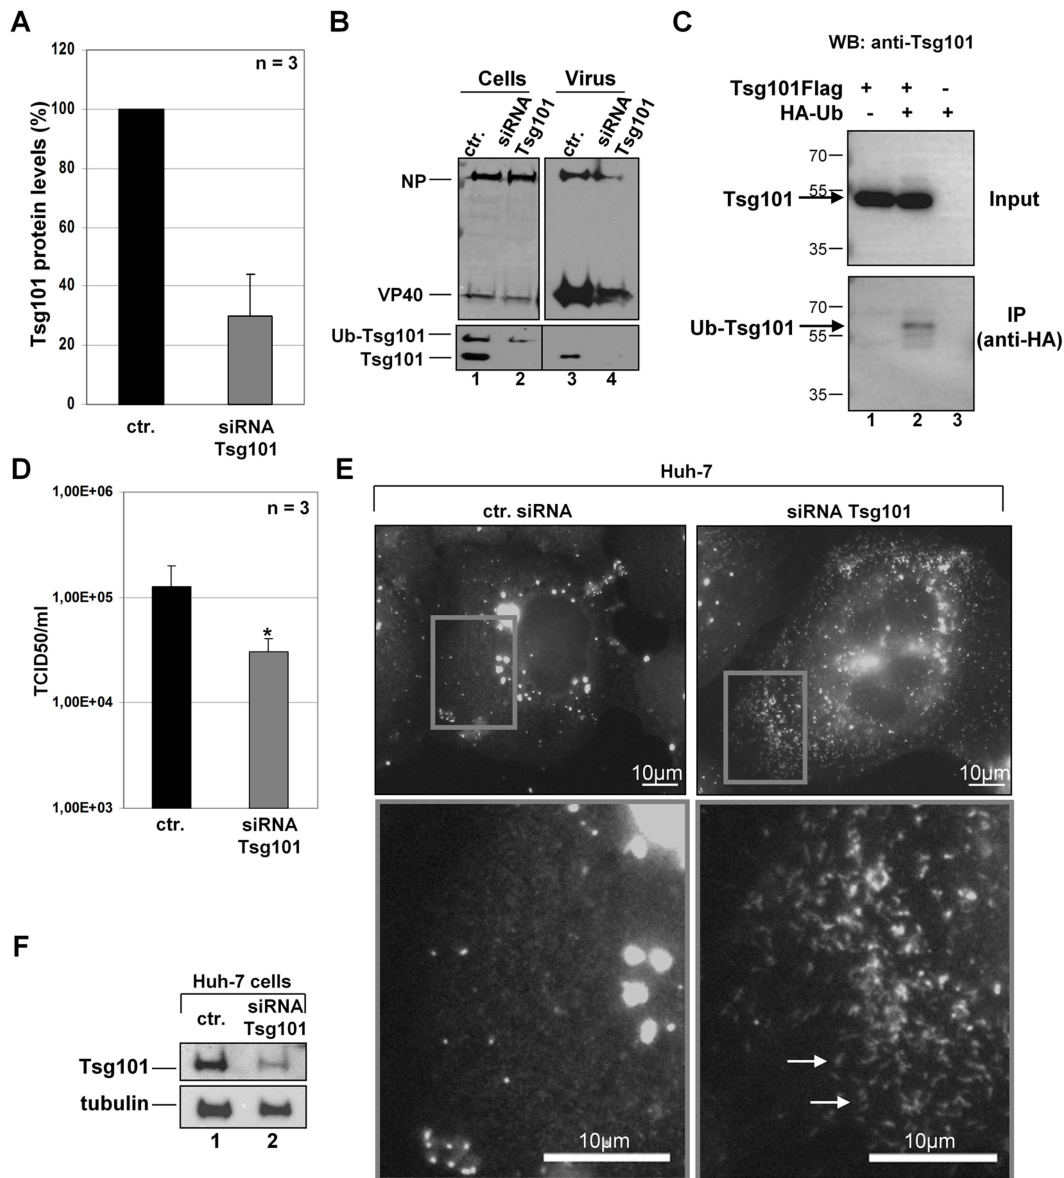 A
120
100
80
60
40
20
0
Tsg101 protein levels (%)
n = 3
ctr.
siRNA
Tsg101
B
Cells
Virus
ctr.
siRNA
Tsg101
ctr.
siRNA
Tsg101
NP
VP40
Ub-Tsg101
Tsg101
1 2 3 4
C
WB: anti-Tsg101
Tsg101Flag + + -
HA-Ub - + +
70
55
35
Tsg101
Input
70
55
35
Ub-Tsg101
IP
(anti-HA)
1 2 3
D
1,00E+06
1,00E+05
1,00E+04
1,00E+03
TCID50/ml
n = 3
*
ctr.
siRNA
Tsg101
E
Huh-7
ctr. siRNA
siRNA Tsg101
10µm
10µm
10µm
10µm
F
Huh-7 cells
ctr.
siRNA
Tsg101
Tsg101
tubulin
1 2